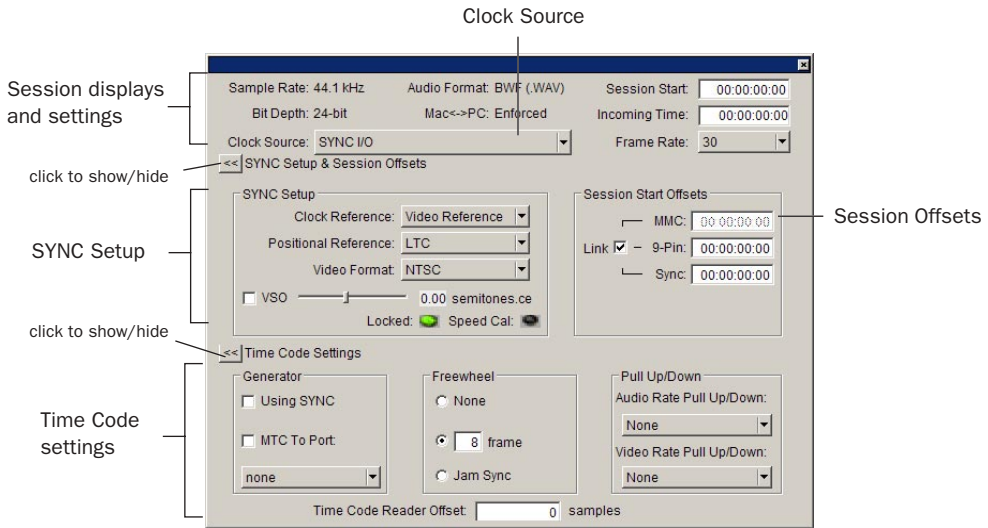 Clock Source
Session displays
and settings
Sample Rate: 44.1 kHz Audio Format: BWF (.WAV) Session Start: 00:00:00:00
Bit Depth: 24-bit Mac<->PC: Enforced Incoming Time: 00:00:00:00
Clock Source: SYNC I/O Frame Rate: 30
click to show/hide
<< SYNC Setup & Session Offsets
SYNC Setup
SYNC Setup
Clock Reference: Video Reference
Positional Reference: LTC
Video Format: NTSC
VSO 0.00 semitones.ce
Locked: Speed Cal:
Session Start Offsets
MMC: 00:00:00:00
Link - 9-Pin: 00:00:00:00
Sync: 00:00:00:00
Session Offsets
click to show/hide
<< Time Code Settings
Time Code
settings
Generator
Using SYNC
MTC To Port:
none
Freewheel
None
8 frame
Jam Sync
Pull Up/Down
Audio Rate Pull Up/Down:
None
Video Rate Pull Up/Down:
None
Time Code Reader Offset: 0 samples